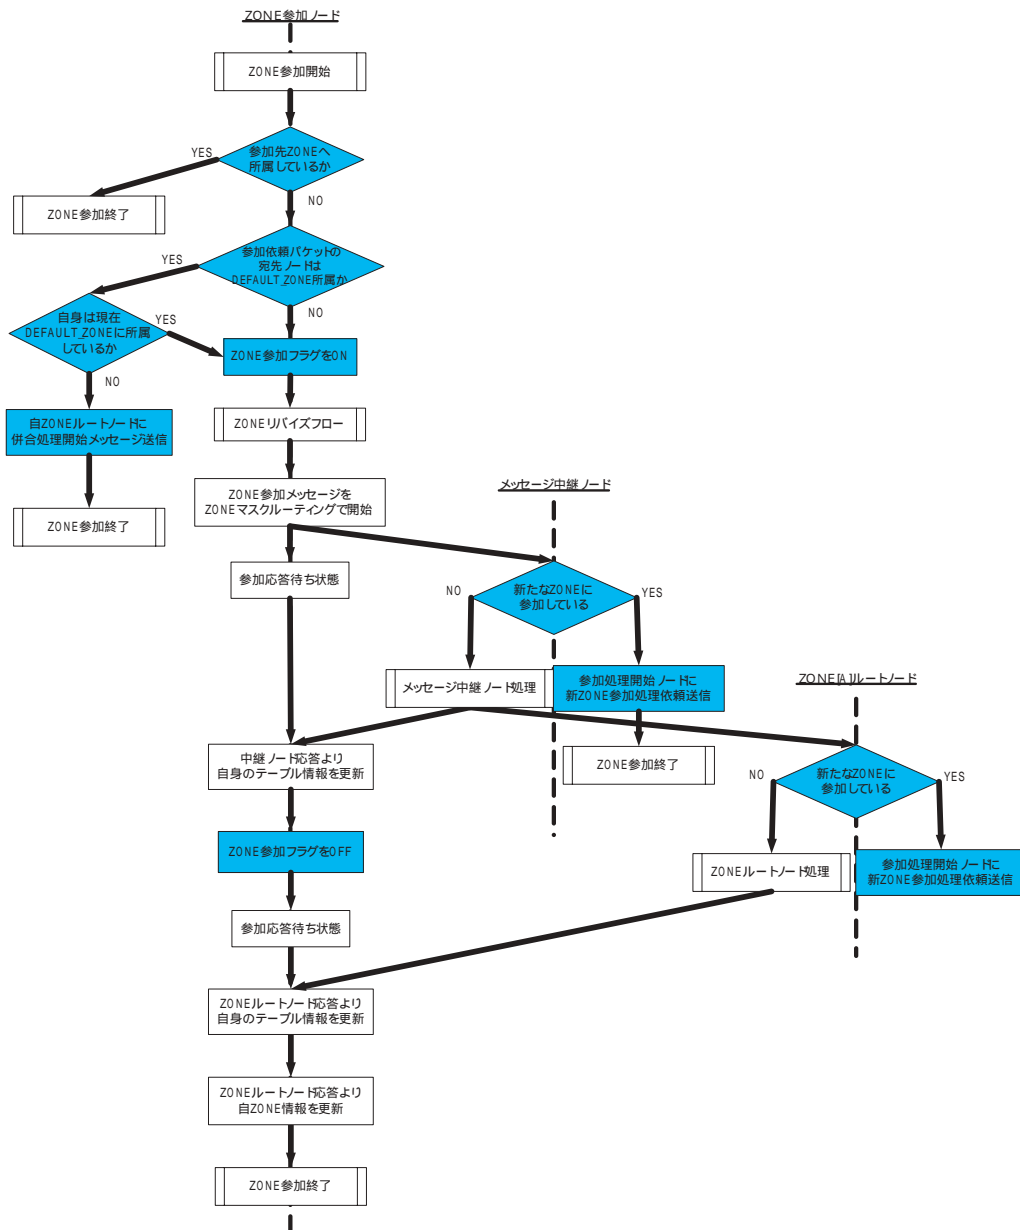 ZONE参加ノード
ZONE参加開始
参加先ZONEへ
所属しているか
YES
NO
ZONE参加終了
参加依頼パケットの
宛先ノードは
DEFAULT_ZONE所属か
YES
NO
自身は現在
DEFAULT_ZONEに所属
しているか
YES
NO
ZONE参加フラグをON
自ZONEルートノードに
併合処理開始メッセージ送信
ZONEリバイズフロー
ZONE参加終了
ZONE参加メッセージを
ZONEマスクルーティングで開始
メッセージ中継ノード
参加応答待ち状態
新たなZONEに
参加している
NO
YES
メッセージ中継ノード処理
参加処理開始ノードに
新ZONE参加処理依頼送信
ZONE[A]ルートノード
中継ノード応答より
自身のテーブル情報を更新
ZONE参加終了
新たなZONEに
参加している
NO
YES
ZONE参加フラグをOFF
ZONEルートノード処理
参加処理開始ノードに
新ZONE参加処理依頼送信
参加応答待ち状態
ZONEルートノード応答より
自身のテーブル情報を更新
ZONEルートノード応答より
自ZONE情報を更新
ZONE参加終了